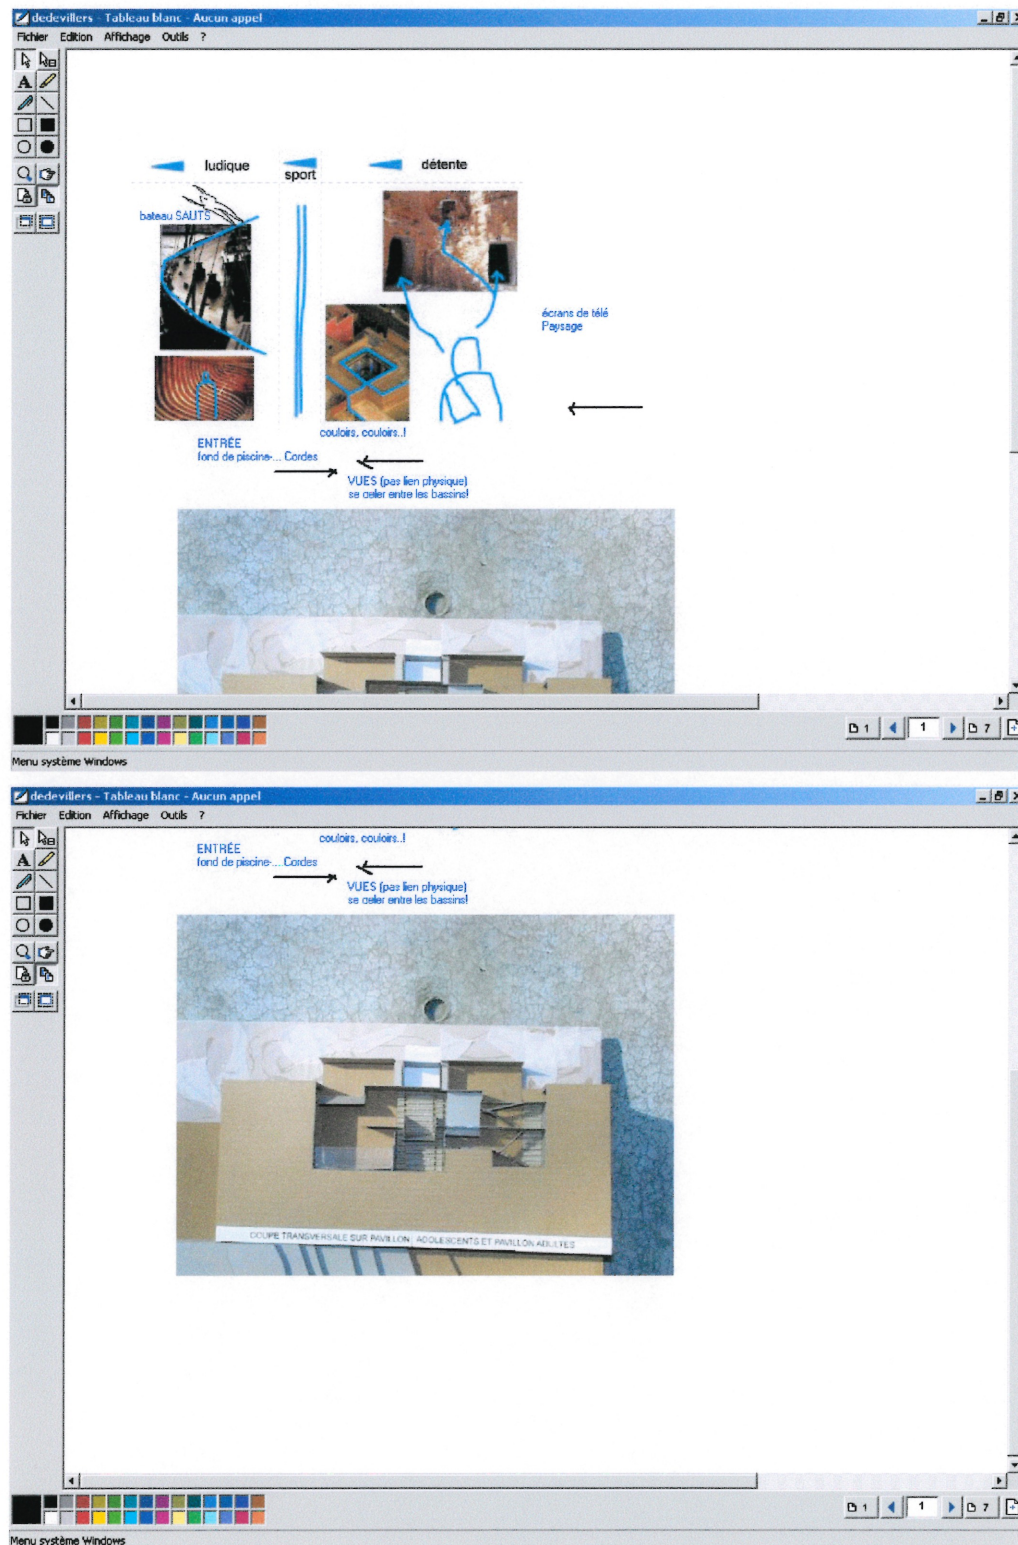 dedevillers - Tableau blanc - Aucun appel
Fichier Edition Affichage Outils ?
A
ludique
sport
détente
bateau SAUTS
écrans de télé
Paysage
couloirs, couloirs..!
ENTRÉE
fond de piscine-... Cordes
VUES (pas lien physique)
se geler entre les bassins!
1 1 7
Menu système Windows
dedevillers - Tableau blanc - Aucun appel
Fichier Edition Affichage Outils ?
A
couloirs, couloirs..!
ENTRÉE
fond de piscine-... Cordes
VUES (pas lien physique)
se geler entre les bassins!
COUPE TRANSVERSALE SUR PAVILLON ADOLESCENTS ET PAVILLON ADULTES
1 1 7
Menu système Windows